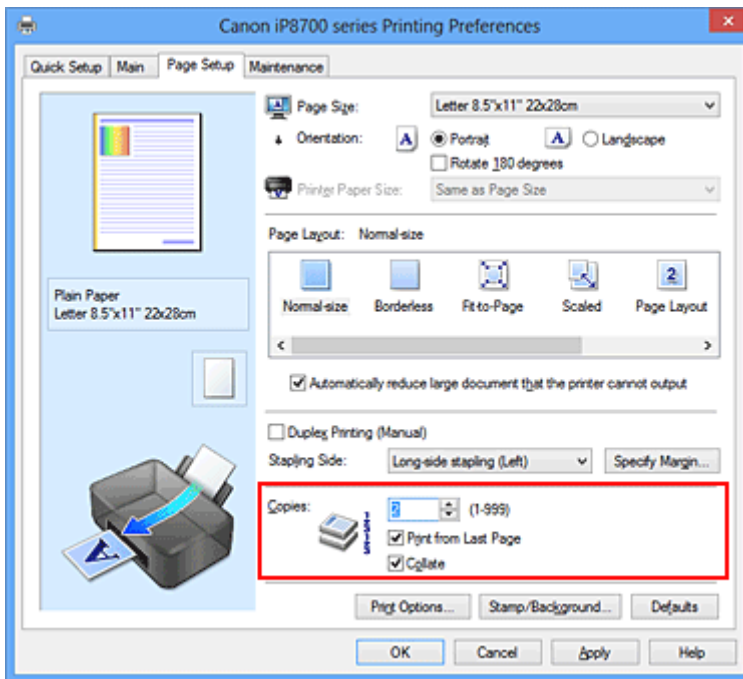 Canon iP8700 series Printing Preferences
Quick Setup Main Page Setup Maintenance
Page Size: Letter 8.5"x11" 22x28cm
Orientation: A Portrait A Landscape
Rotate 180 degrees
Printer Paper Size: Same as Page Size
Page Layout: Normal-size
Normal-size Borderless Fit-to-Page Scaled Page Layout
Plain Paper
Letter 8.5"x11" 22x28cm
Automatically reduce large document that the printer cannot output
Duplex Printing (Manual)
Stapling Side: Long-side stapling (Left) Specify Margin...
Copies: 2 (1-999)
Print from Last Page
Collate
Print Options... Stamp/Background... Defaults
OK Cancel Apply Help